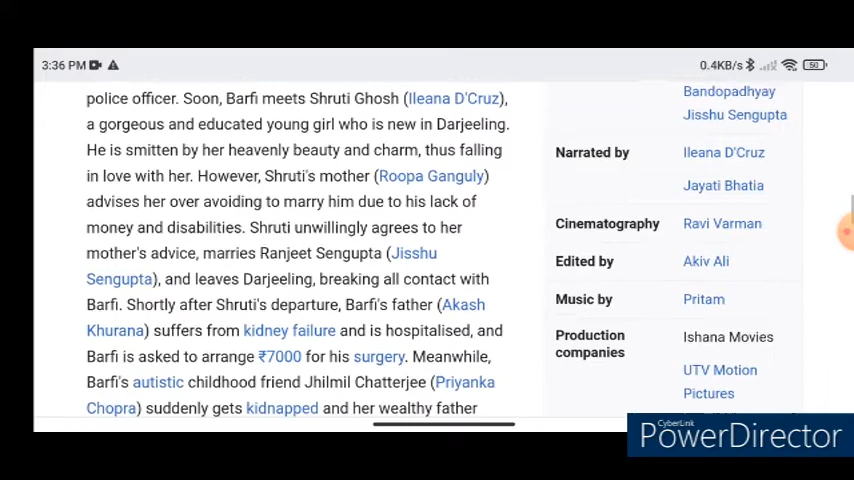 3:36 PM
0.4KB/s
50
police officer. Soon, Barfi meets Shruti Ghosh (Ileana D'Cruz),
a gorgeous and educated young girl who is new in Darjeeling.
He is smitten by her heavenly beauty and charm, thus falling
in love with her. However, Shruti's mother (Roopa Ganguly)
advises her over avoiding to marry him due to his lack of
money and disabilities. Shruti unwillingly agrees to her
mother's advice, marries Ranjeet Sengupta (Jisshu
Sengupta), and leaves Darjeeling, breaking all contact with
Barfi. Shortly after Shruti's departure, Barfi's father (Akash
Khurana) suffers from kidney failure and is hospitalised, and
Barfi is asked to arrange ₹7000 for his surgery. Meanwhile,
Barfi's autistic childhood friend Jhilmil Chatterjee (Priyanka
Chopra) suddenly gets kidnapped and her wealthy father
Bandopadhyay
Jisshu Sengupta
Narrated by
Ileana D'Cruz
Jayati Bhatia
Cinematography
Ravi Varman
Edited by
Akiv Ali
Music by
Pritam
Production
companies
Ishana Movies
UTV Motion
Pictures
CyberLink
PowerDirector